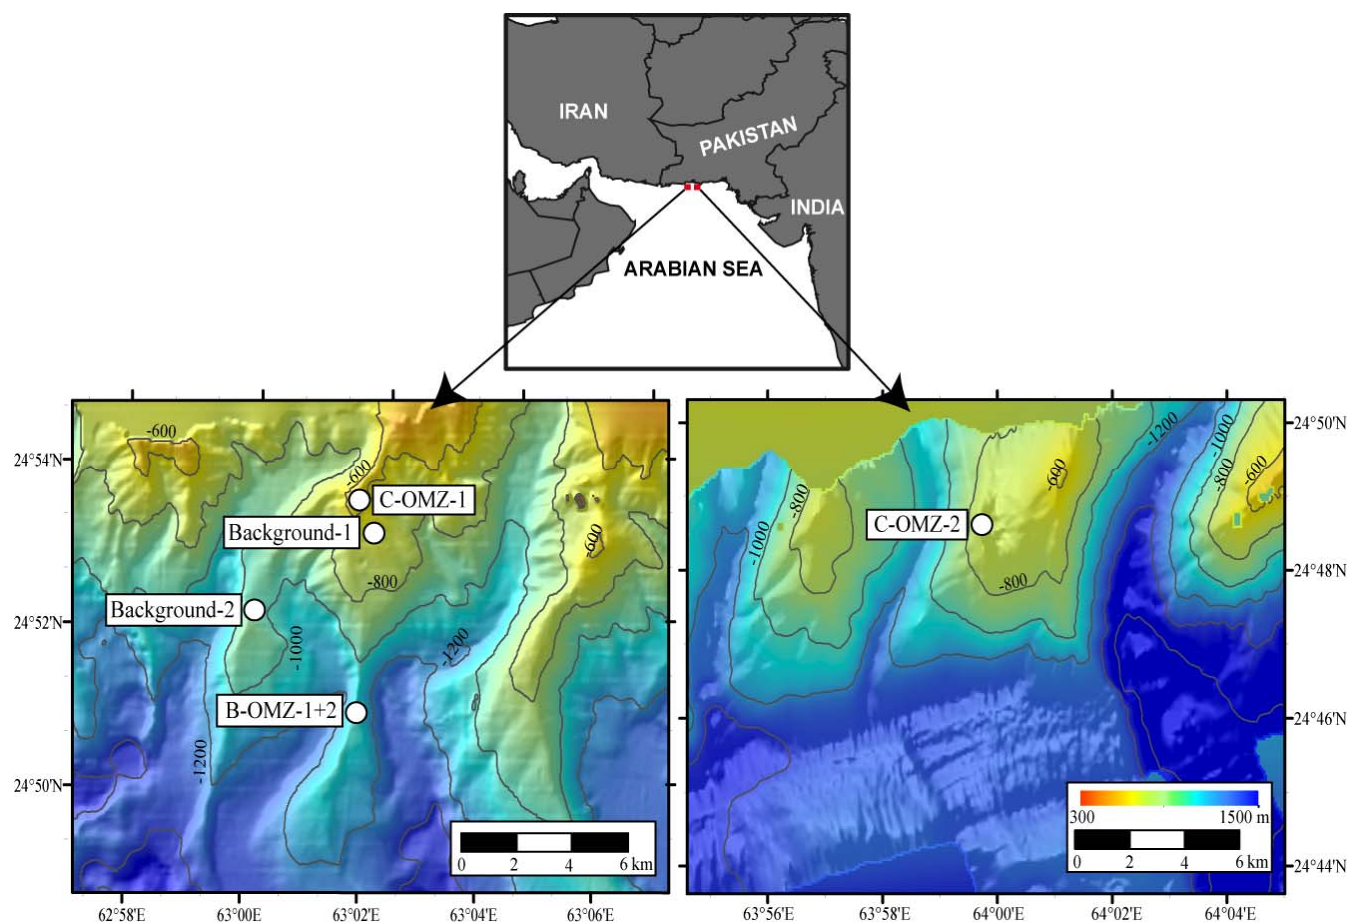 IRAN
PAKISTAN
INDIA
ARABIAN SEA
-600
-600
C-OMZ-1
Background-1
-600
-800
Background-2
-1000
-1200
B-OMZ-1+2
-1200
24°54'N
24°52'N
24°50'N
0 2 4 6 km
62°58'E 63°00'E 63°02'E 63°04'E 63°06'E
-1200
-1000
-800
-600
-600
-800
-1000
C-OMZ-2
-800
24°50'N
24°48'N
24°46'N
24°44'N
300 1500 m
0 2 4 6 km
63°56'E 63°58'E 64°00'E 64°02'E 64°04'E